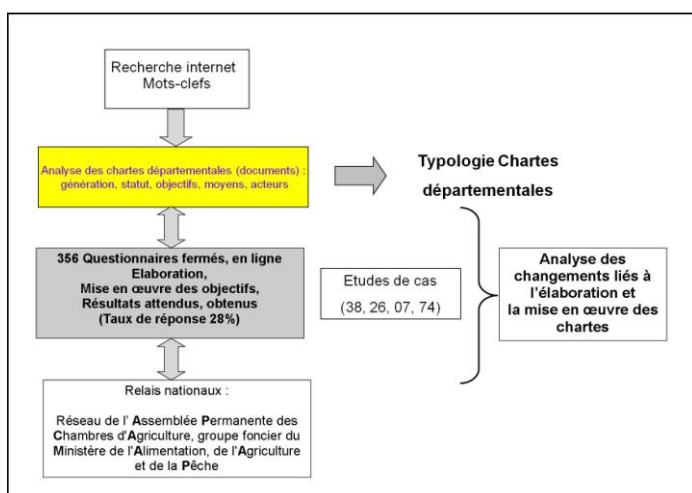 Recherche internet
Mots-clefs
Analyse des chartes départementales (documents) :
génération, statut, objectifs, moyens, acteurs
Typologie Chartes
départementales
356 Questionnaires fermés, en ligne
Elaboration,
Mise en œuvre des objectifs,
Résultats attendus, obtenus
(Taux de réponse 28%)
Etudes de cas
(38, 26, 07, 74)
Analyse des
changements liés à
l'élaboration et
la mise en œuvre des
chartes
Relais nationaux :
Réseau de l' Assemblée Permanente des
Chambres d'Agriculture, groupe foncier du
Ministère de l'Alimentation, de l'Agriculture
et de la Pêche